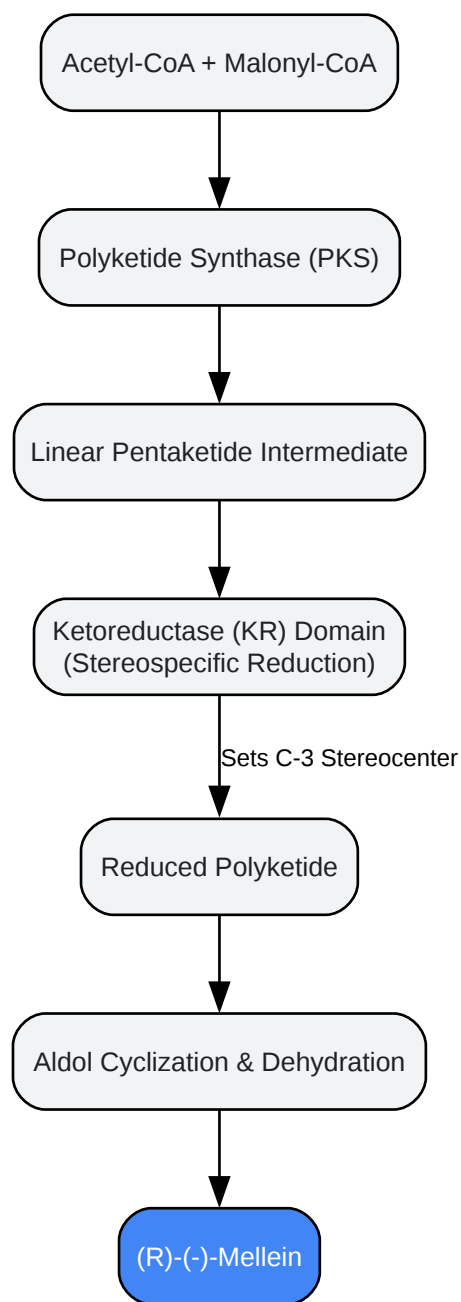 Acetyl-CoA + Malonyl-CoA
Polyketide Synthase (PKS)
Linear Pentaketide Intermediate
Ketoreductase (KR) Domain
(Stereospecific Reduction)
Sets C-3 Stereocenter
Reduced Polyketide
Aldol Cyclization & Dehydration
(R)-(-)-Mellein